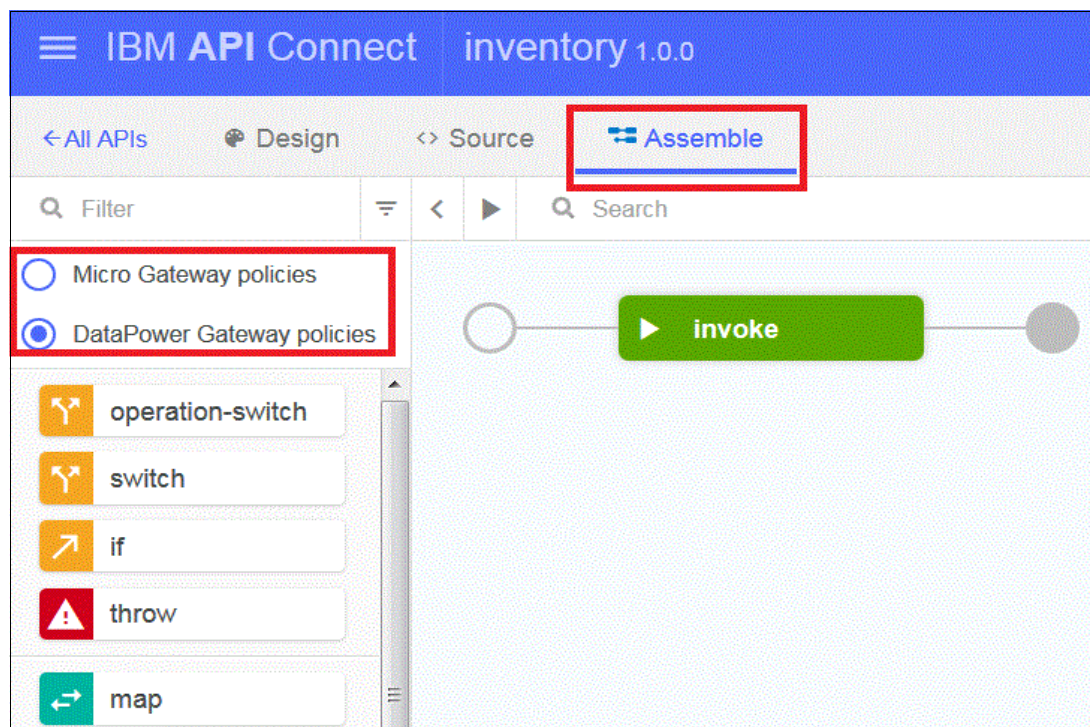 IBM API Connect inventory 1.0.0
All APIs Design <> Source Assemble
Filter Search
Micro Gateway policies
DataPower Gateway policies
invoke
operation-switch
switch
if
throw
map